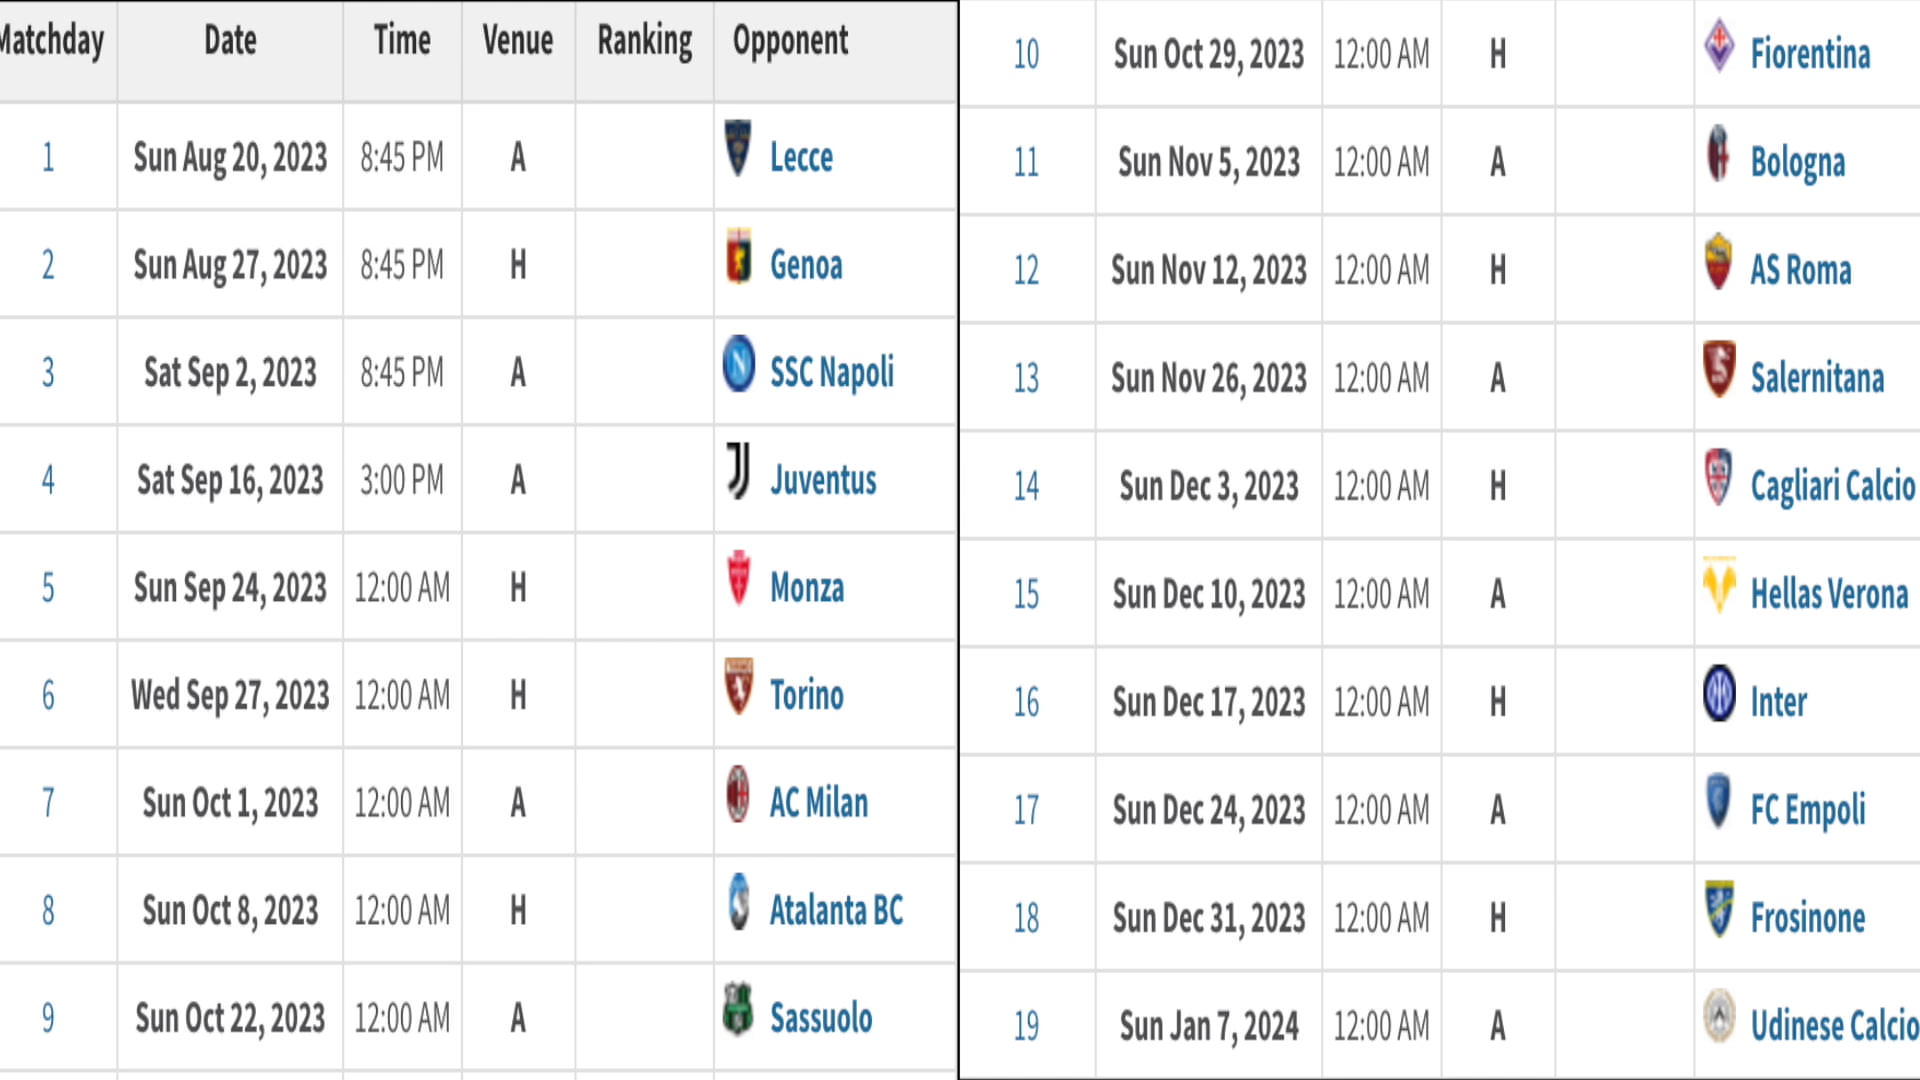 Matchday Date Time Venue Ranking Opponent
1 Sun Aug 20, 2023 8:45 PM A Lecce
2 Sun Aug 27, 2023 8:45 PM H Genoa
3 Sat Sep 2, 2023 8:45 PM A SSC Napoli
4 Sat Sep 16, 2023 3:00 PM A Juventus
5 Sun Sep 24, 2023 12:00 AM H Monza
6 Wed Sep 27, 2023 12:00 AM H Torino
7 Sun Oct 1, 2023 12:00 AM A AC Milan
8 Sun Oct 8, 2023 12:00 AM H Atalanta BC
9 Sun Oct 22, 2023 12:00 AM A Sassuolo
10 Sun Oct 29, 2023 12:00 AM H Fiorentina
11 Sun Nov 5, 2023 12:00 AM A Bologna
12 Sun Nov 12, 2023 12:00 AM H AS Roma
13 Sun Nov 26, 2023 12:00 AM A Salernitana
14 Sun Dec 3, 2023 12:00 AM H Cagliari Calcio
15 Sun Dec 10, 2023 12:00 AM A Hellas Verona
16 Sun Dec 17, 2023 12:00 AM H Inter
17 Sun Dec 24, 2023 12:00 AM A FC Empoli
18 Sun Dec 31, 2023 12:00 AM H Frosinone
19 Sun Jan 7, 2024 12:00 AM A Udinese Calcio